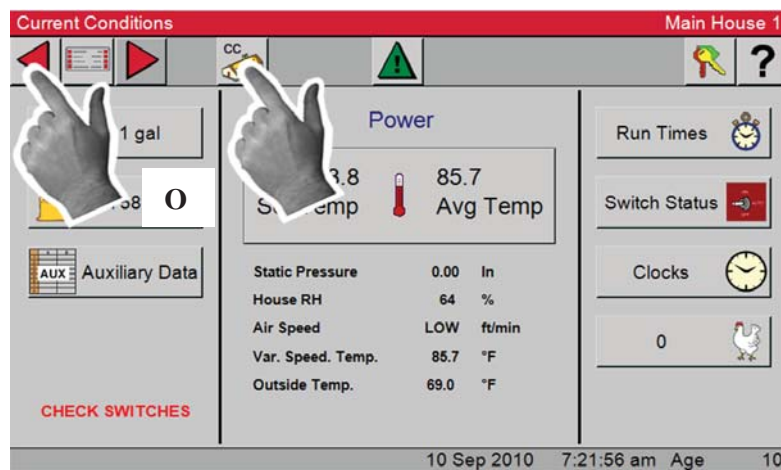 Current Conditions Main House 1
CC ?
1 gal
O
AUX Auxiliary Data
CHECK SWITCHES
Power
3.8 85.7
Temp Avg Temp
Static Pressure 0.00 In
House RH 64 %
Air Speed LOW ft/min
Var. Speed. Temp. 85.7 °F
Outside Temp. 69.0 °F
Run Times
Switch Status
Clocks
0
10 Sep 2010 7:21:56 am Age 10